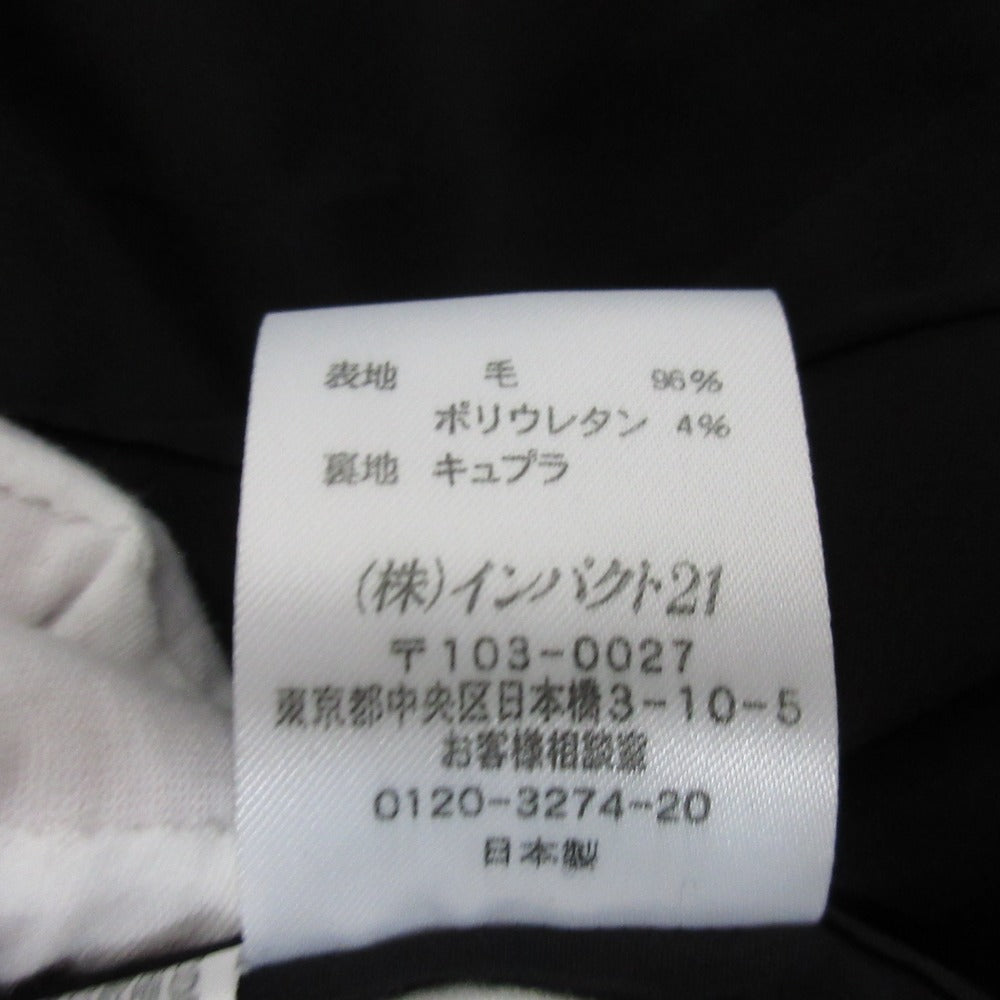 表地 毛 96%
ポリウレタン 4%
裏地 キュプラ
(株)インパクト21
〒103-0027
東京都中央区日本橋3-10-5
お客様相談室
0120-3274-20
日本製